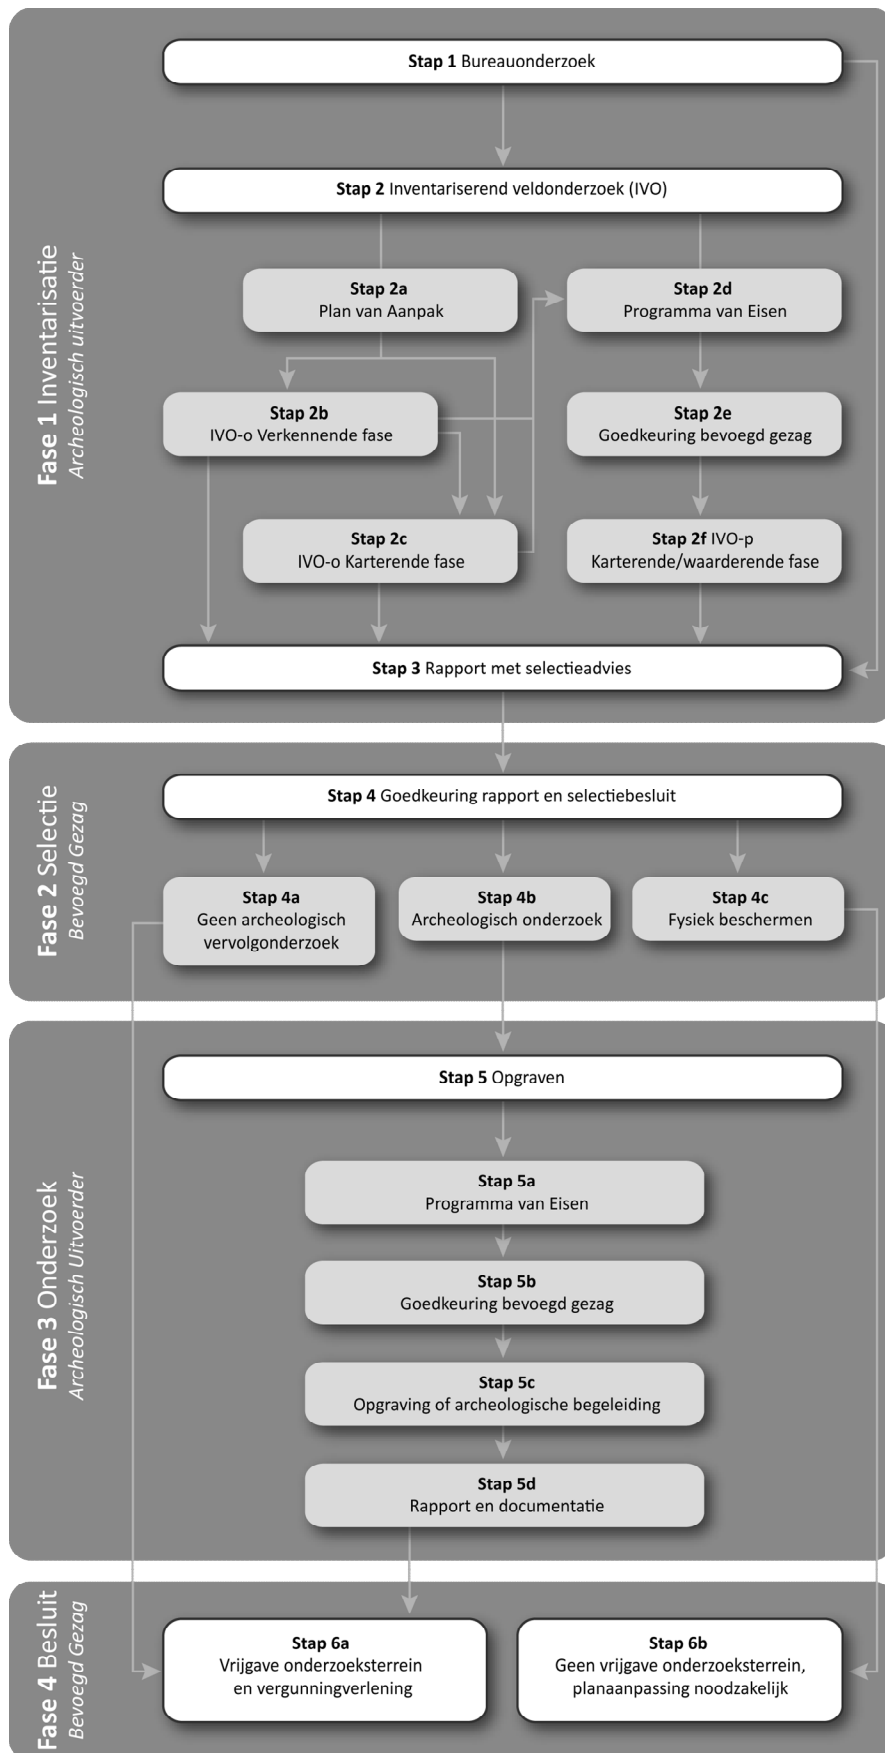 Fase 1 Inventarisatie
Archeologisch uitvoerder
Stap 1 Bureauonderzoek
Stap 2 Inventariserend veldonderzoek (IVO)
Stap 2a
Plan van Aanpak
Stap 2d
Programma van Eisen
Stap 2b
IVO-o Verkennende fase
Stap 2e
Goedkeuring bevoegd gezag
Stap 2c
IVO-o Karterende fase
Stap 2f IVO-p
Karterende/waarderende fase
Stap 3 Rapport met selectieadvies
Fase 2 Selectie
Bevoegd Gezag
Stap 4 Goedkeuring rapport en selectiebesluit
Stap 4a
Geen archeologisch
vervolgonderzoek
Stap 4b
Archeologisch onderzoek
Stap 4c
Fysiek beschermen
Fase 3 Onderzoek
Archeologisch Uitvoerder
Stap 5 Opgraven
Stap 5a
Programma van Eisen
Stap 5b
Goedkeuring bevoegd gezag
Stap 5c
Opgraving of archeologische begeleiding
Stap 5d
Rapport en documentatie
Fase 4 Besluit
Bevoegd Gezag
Stap 6a
Vrijgave onderzoeksterrein
en vergunningverlening
Stap 6b
Geen vrijgave onderzoeksterrein,
planaanpassing noodzakelijk